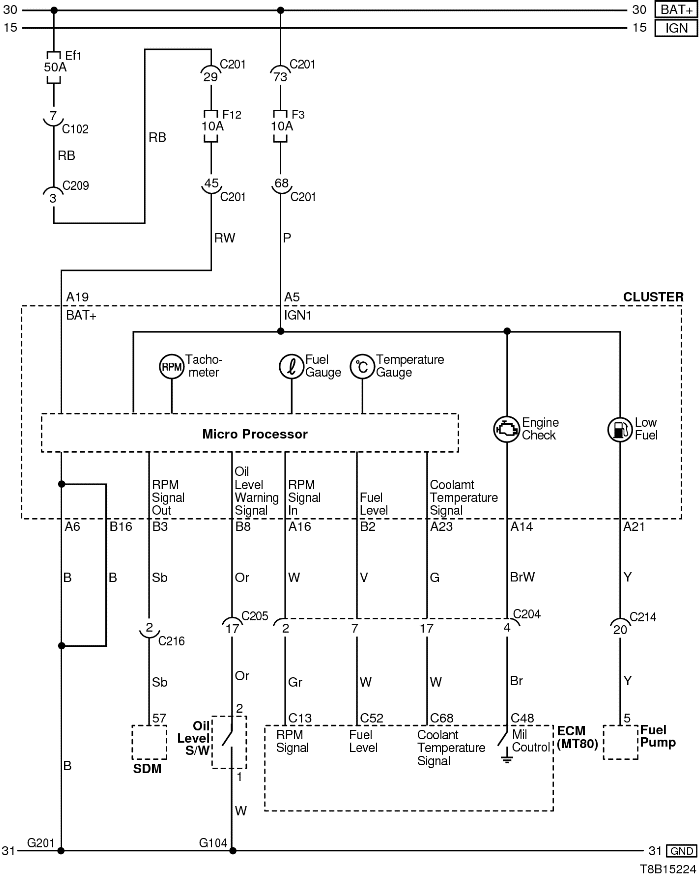 30 30 BAT+
15 15 IGN
Ef1
50A
C201 C201
29 73
7
C102
F12 F3
10A 10A
RB
RB
C209
3
45 68
C201 C201
RW P
A19 A5 CLUSTER
BAT+ IGN1
RPM Tacho-
meter
ℓ Fuel
Gauge
°C Temperature
Gauge
Micro Processor
Engine
Check
Low
Fuel
RPM
Signal
Out
Oil
Level
Warning
Signal
RPM
Signal
In
Fuel
Level
Coolant
Temperature
Signal
A6 B16 B3 B8 A16 B2 A23 A14 A21
B B Sb Or W V G BrW Y
C205 C204 C214
2 17 2 7 17 4 20
C216
Sb Or Gr W W Br Y
57 2 C13 C52 C68 C48 5
Oil
Level
S/W
RPM
Signal
Fuel
Level
Coolant
Temperature
Signal
Mil
Coutrol
ECM
(MT80)
Fuel
Pump
SDM
1
B W
G201 G104
31 31 GND
T8B15224